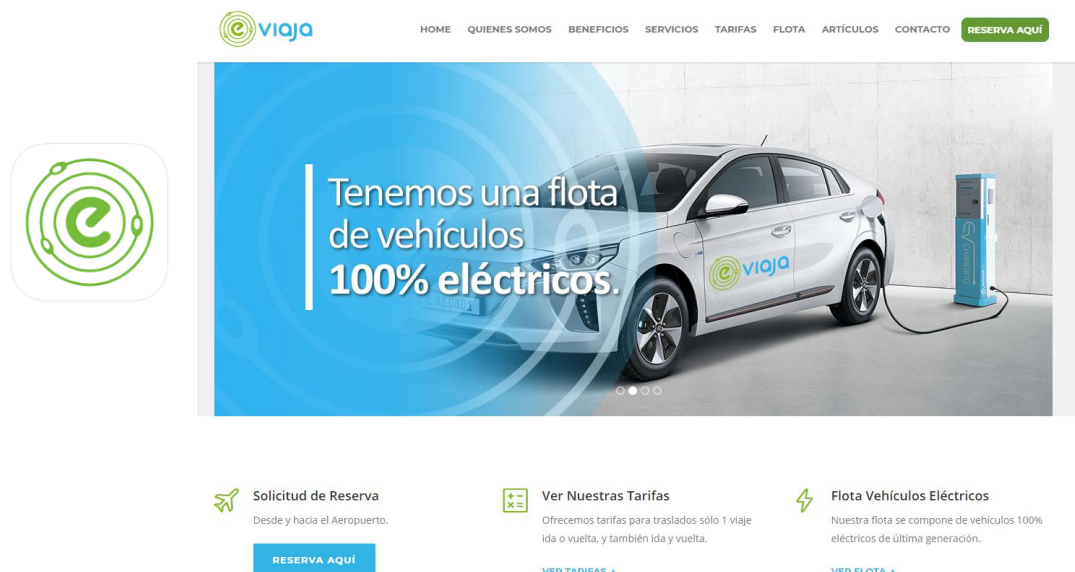 e viaja
HOME QUIENES SOMOS BENEFICIOS SERVICIOS TARIFAS FLOTA ARTÍCULOS CONTACTO RESERVA AQUÍ
e
Tenemos una flota
de vehículos
100% eléctricos.
e viaja
EV CHARGING
Solicitud de Reserva
Desde y hacia el Aeropuerto.
RESERVA AQUÍ
Ver Nuestras Tarifas
Ofrecemos tarifas para traslados sólo 1 viaje
ida o vuelta, y también ida y vuelta.
VER TARIFAS
Flota Vehículos Eléctricos
Nuestra flota se compone de vehículos 100%
eléctricos de última generación.
VER FLOTA